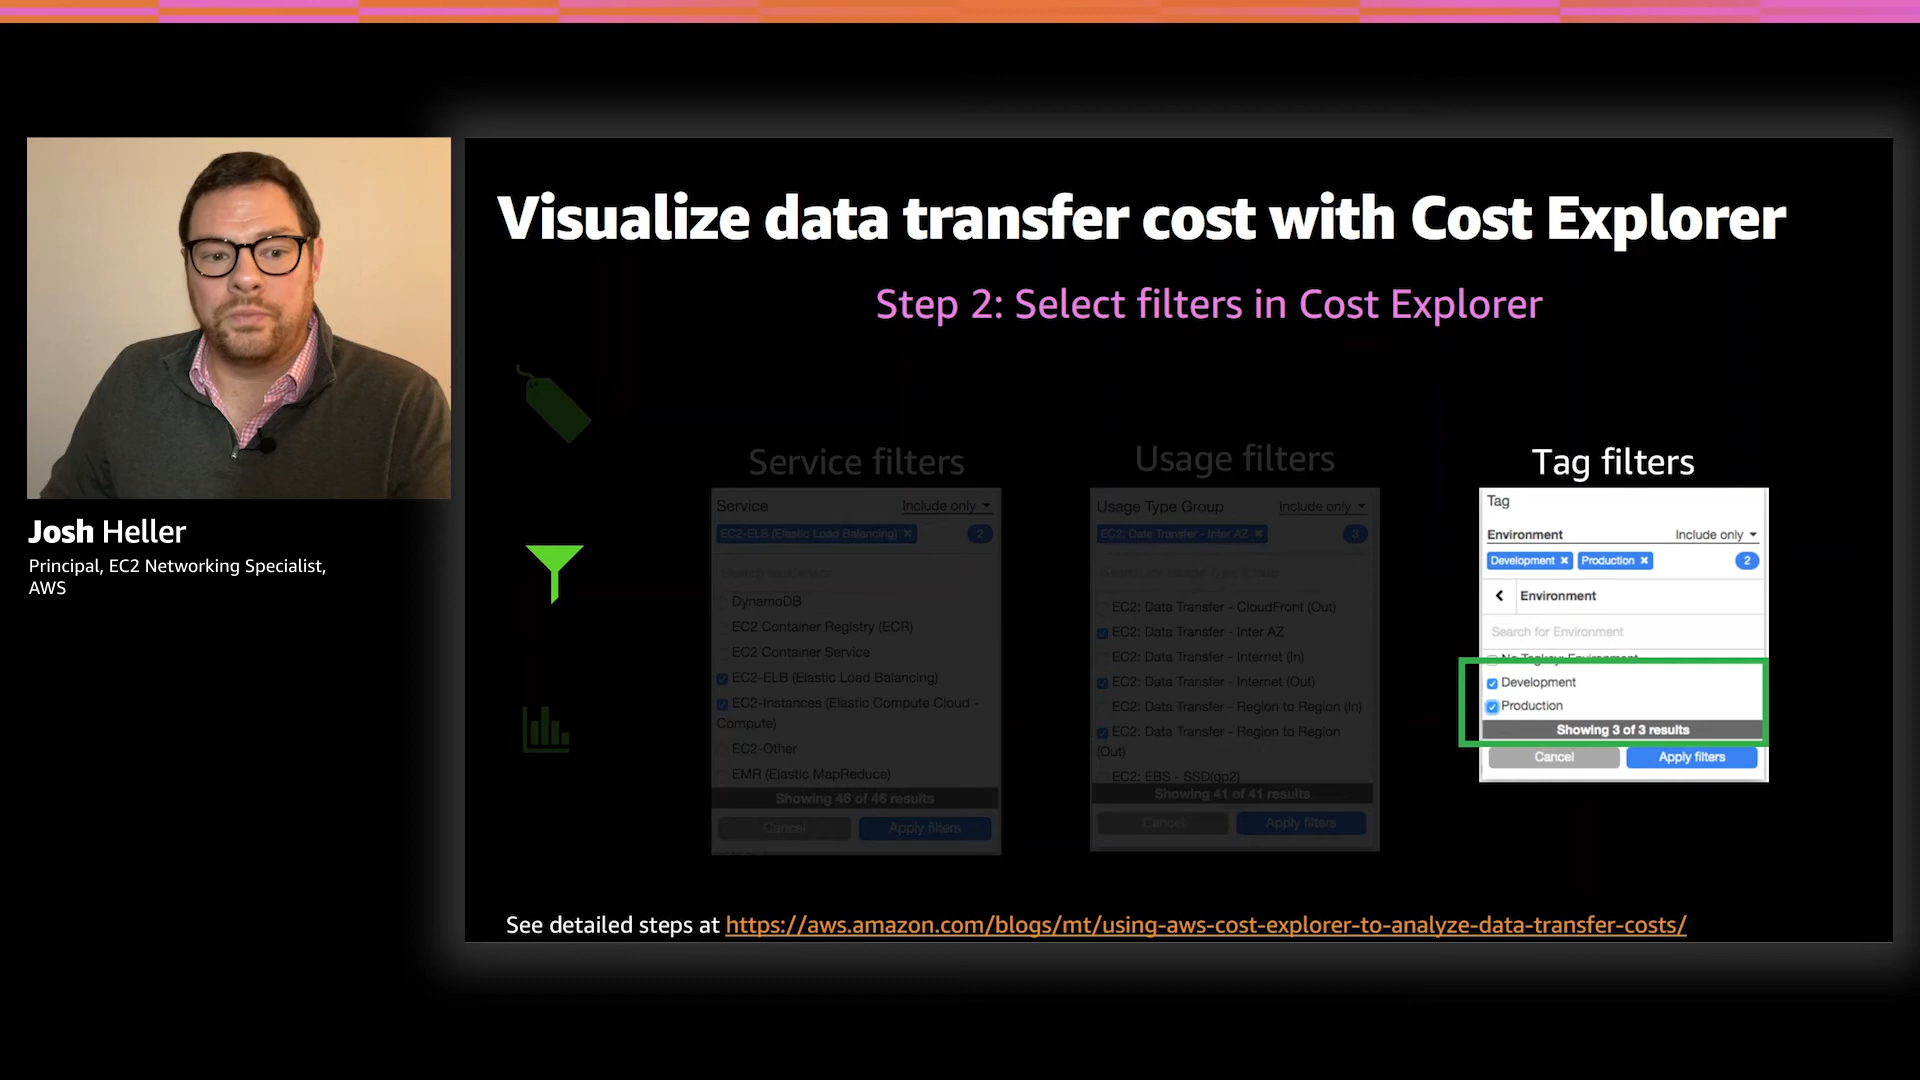 Visualize data transfer cost with Cost Explorer
Step 2: Select filters in Cost Explorer
Josh Heller
Principal, EC2 Networking Specialist,
AWS
Service filters
Service Include only
EC2-ELB (Elastic Load Balancing) × 2
DynamoDB
EC2 Container Registry (ECR)
EC2 Container Service
EC2-ELB (Elastic Load Balancing)
EC2-Instances (Elastic Compute Cloud -
Compute)
EC2-Other
EMR (Elastic MapReduce)
Showing 46 of 46 results
Cancel Apply filters
Usage filters
Usage Type Group Include only
EC2: Data Transfer - Inter AZ × 3
EC2: Data Transfer - CloudFront (Out)
EC2: Data Transfer - Inter AZ
EC2: Data Transfer - Internet (In)
EC2: Data Transfer - Internet (Out)
EC2: Data Transfer - Region to Region (In)
EC2: Data Transfer - Region to Region
(Out)
EC2: EBS - SSD(gp2)
Showing 41 of 41 results
Cancel Apply filters
Tag filters
Tag
Environment Include only
Development × Production × 2
Environment
Search for Environment
No Tagkey: Environment
Development
Production
Showing 3 of 3 results
Cancel Apply filters
See detailed steps at https://aws.amazon.com/blogs/mt/using-aws-cost-explorer-to-analyze-data-transfer-costs/